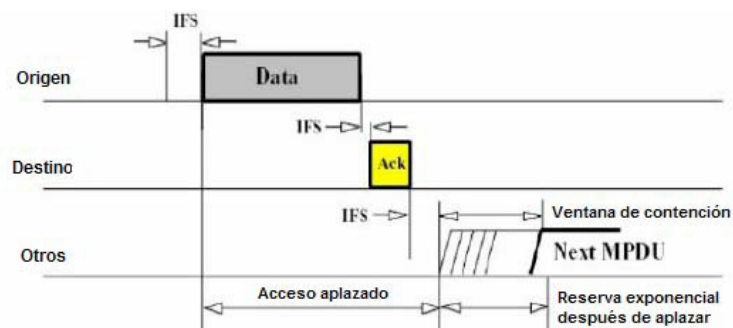 IFS
Origen
Data
IFS
Destino
Ack
IFS
Ventana de contención
Otros
Next MPDU
Acceso aplazado
Reserva exponencial
después de aplazar